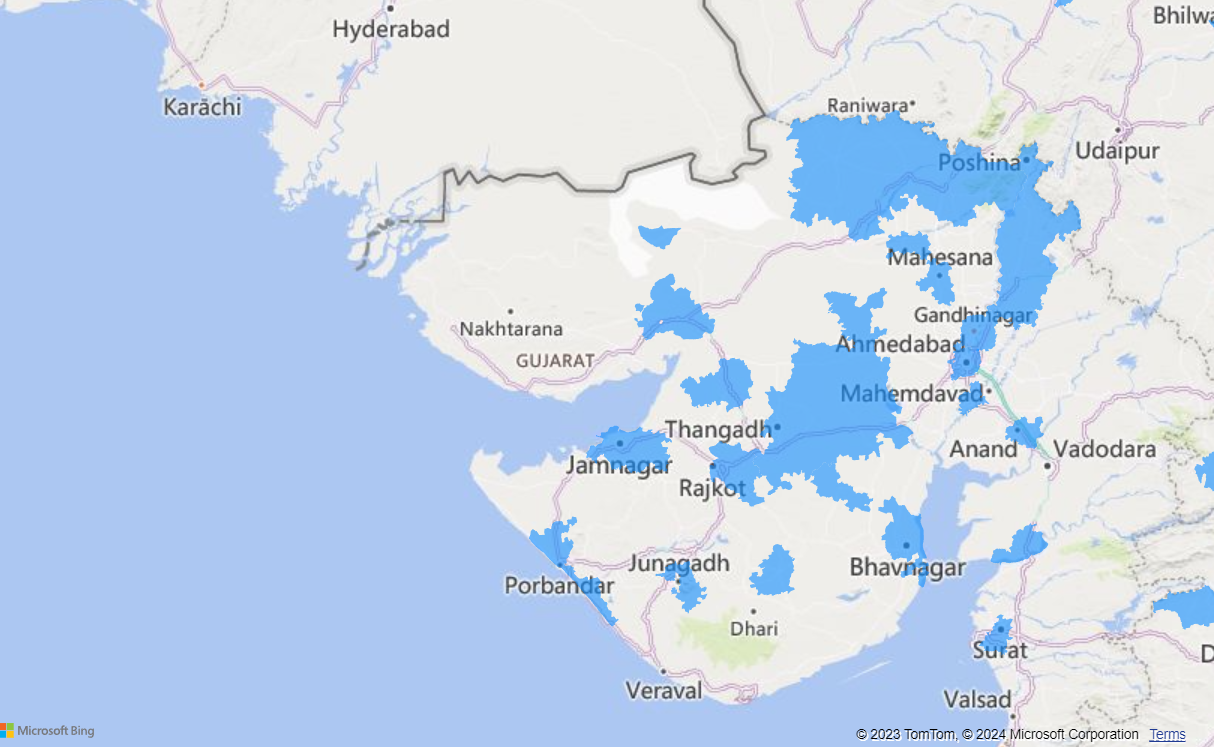 Bhilwa
Hyderabad
Karāchi
Raniwara
Udaipur
Poshina
Mahesana
Gandhinagar
Nakhtarana
Ahmedabad
GUJARAT
Mahemdavad
Thangadh
Anand
Vadodara
Jamnagar
Rajkot
Junagadh
Bhavnagar
Porbandar
Dhari
Surat
D
Veraval
Valsad
Microsoft Bing
© 2023 TomTom, © 2024 Microsoft Corporation Terms